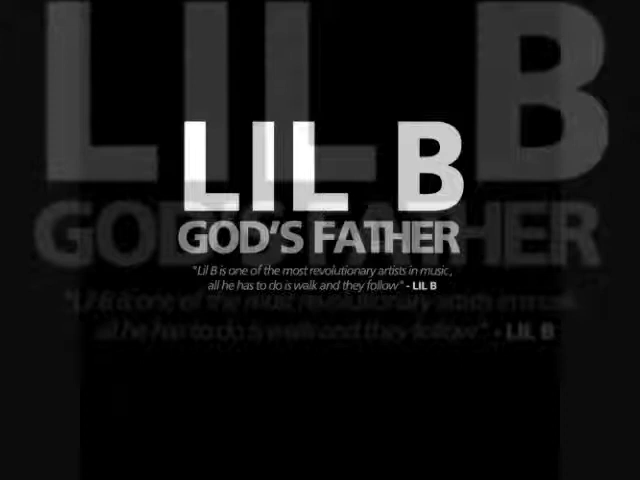 LIL B
GOD'S FATHER
"Lil B is one of the most revolutionary artists in music,
all he has to do is walk and they follow" - LIL B